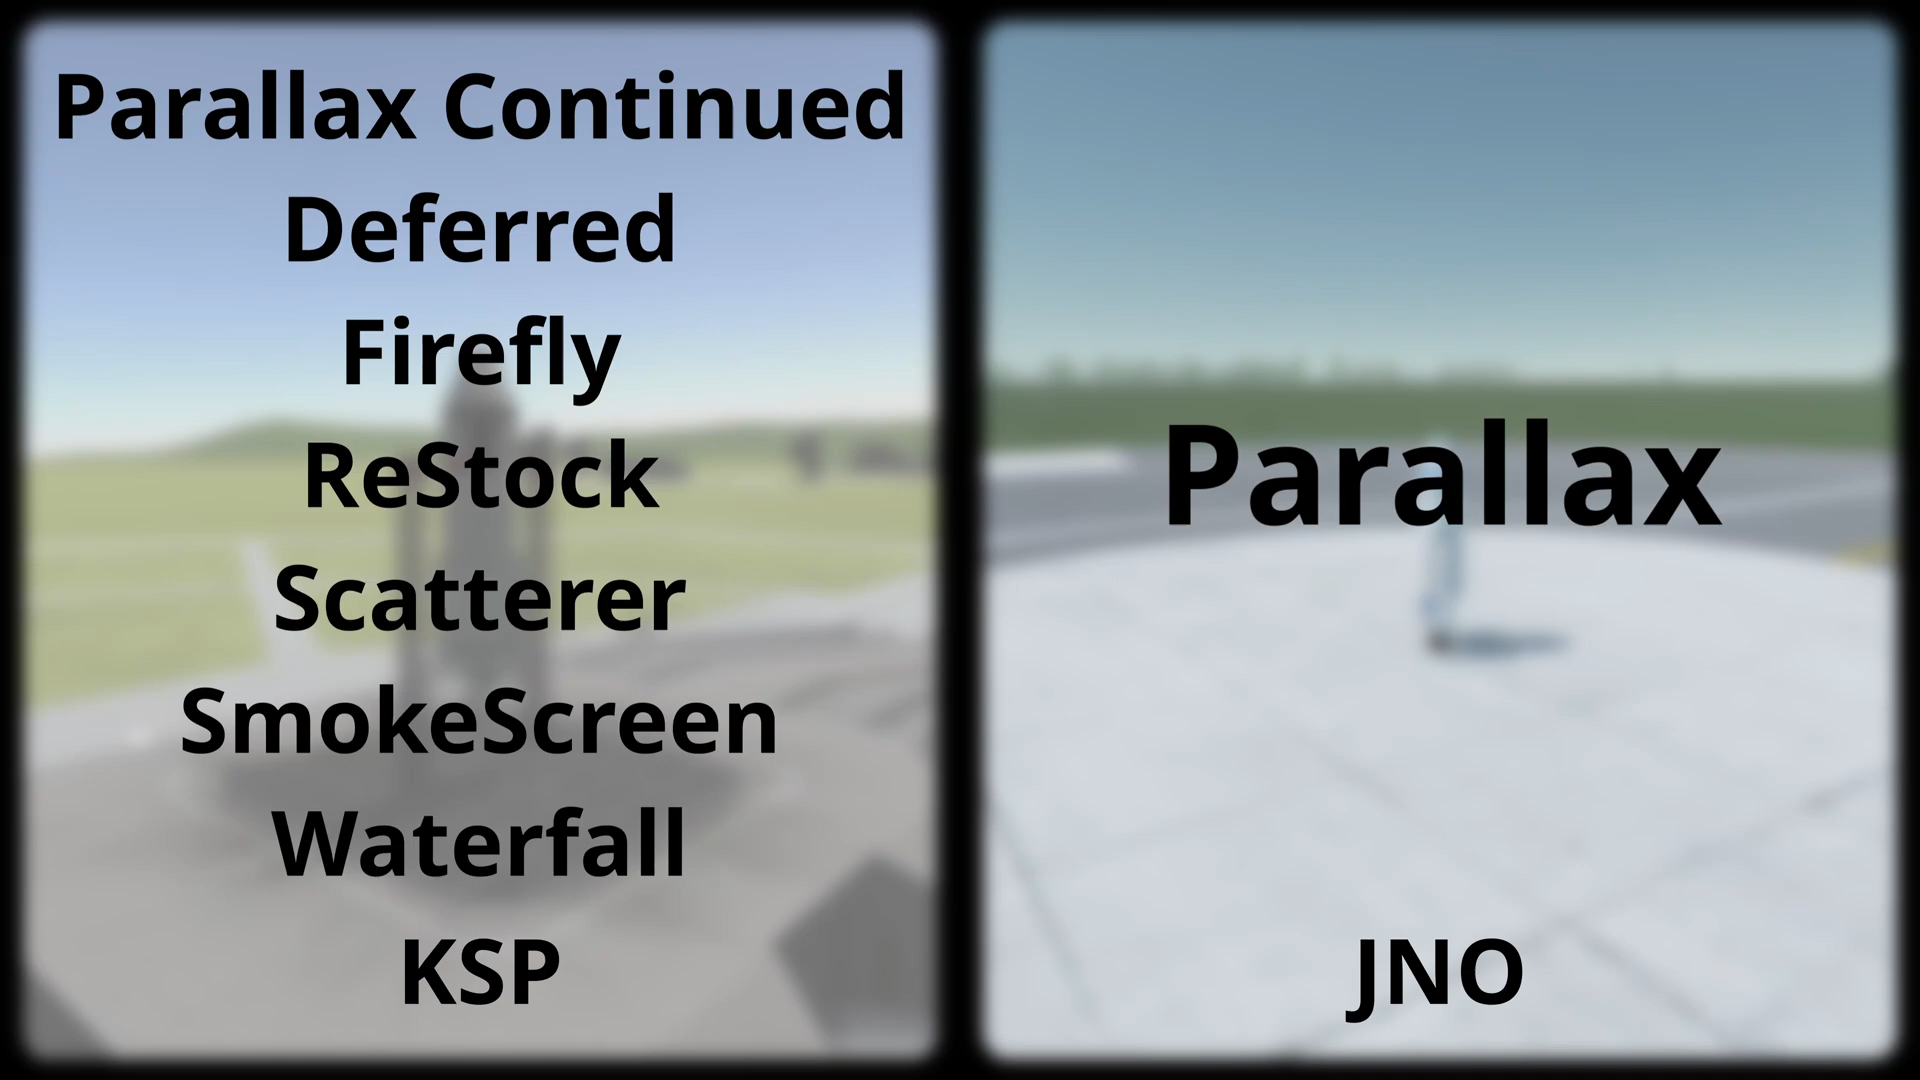 Parallax Continued
Deferred
Firefly
ReStock
Scatterer
SmokeScreen
Waterfall
KSP
Parallax
JNO